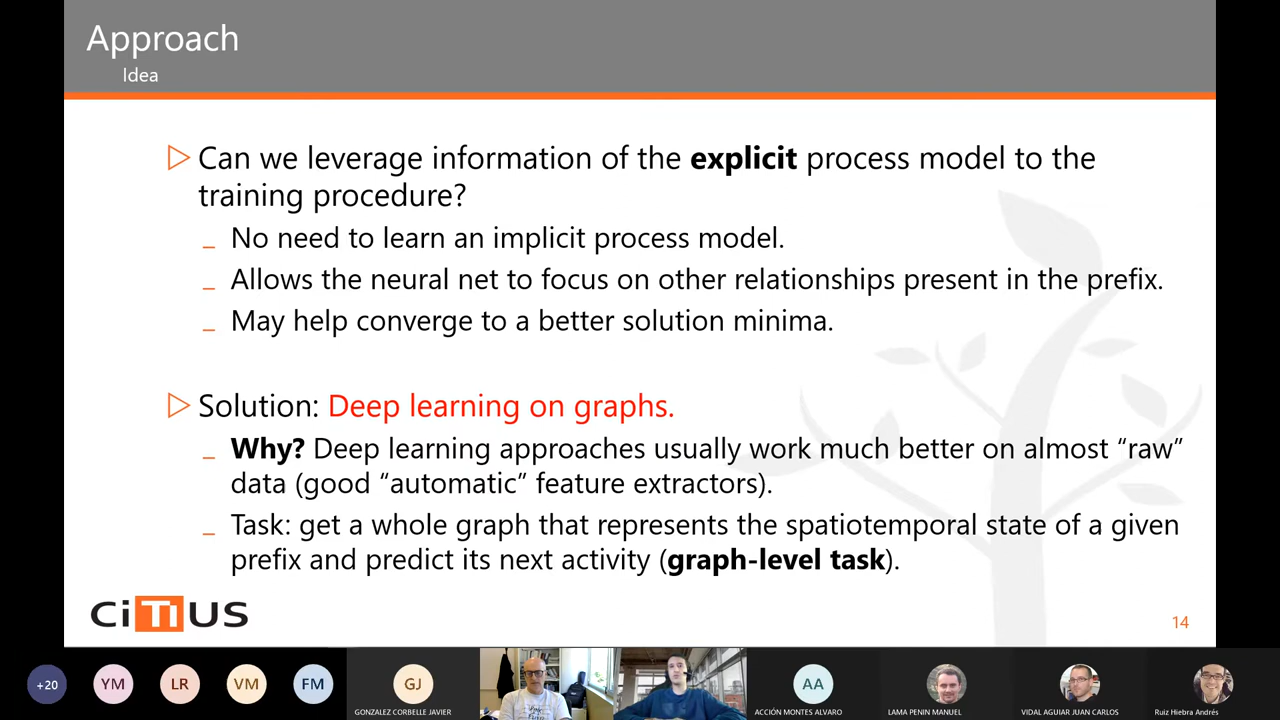 Approach
Idea
Can we leverage information of the explicit process model to the
training procedure?
_ No need to learn an implicit process model.
_ Allows the neural net to focus on other relationships present in the prefix.
_ May help converge to a better solution minima.
Solution: Deep learning on graphs.
_ Why? Deep learning approaches usually work much better on almost “raw”
data (good “automatic” feature extractors).
_ Task: get a whole graph that represents the spatiotemporal state of a given
prefix and predict its next activity (graph-level task).
CiTIUS
14
+20 YM LR VM FM GJ AA
GONZALEZ CORBELLE JAVIER ACCIÓN MONTES ALVARO LAMA PENIN MANUEL VIDAL AGUIAR JUAN CARLOS Ruiz Hiebra Andrés